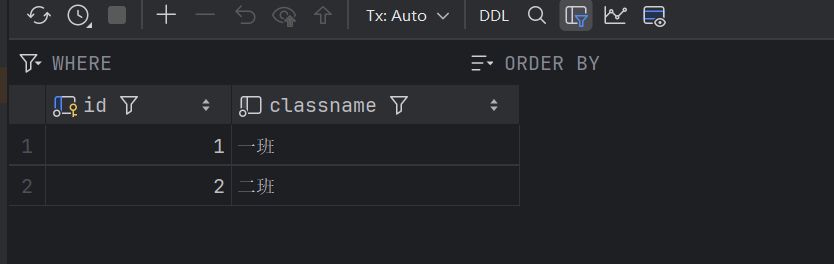 Tx: Auto DDL
WHERE ORDER BY
id classname
1 1 一班
2 2 二班